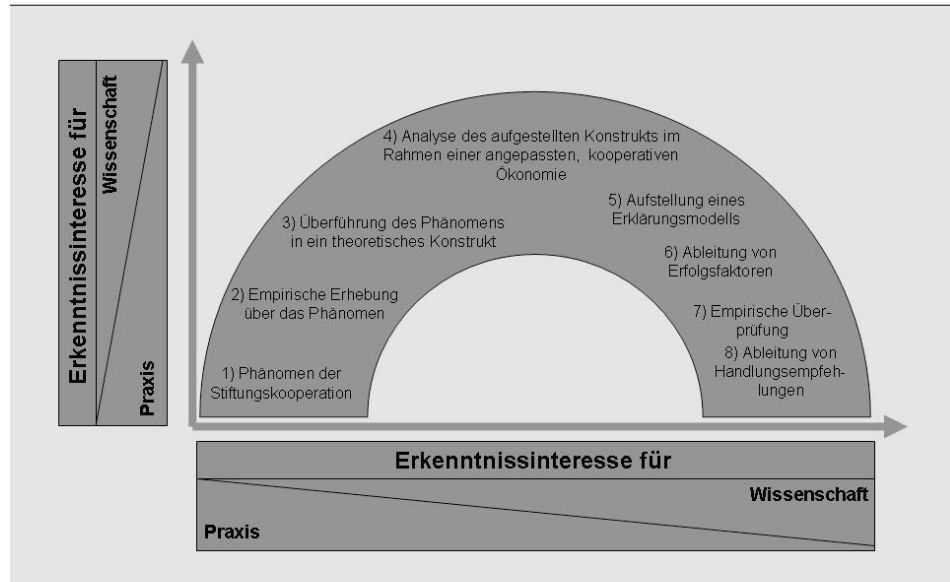 Erkenntnissinteresse für
Wissenschaft
Praxis
4) Analyse des aufgestellten Konstrukts im
Rahmen einer angepassten, kooperativen
Ökonomie
5) Aufstellung eines
Erklärungsmodells
3) Überführung des Phänomens
in ein theoretisches Konstrukt
6) Ableitung von
Erfolgsfaktoren
2) Empirische Erhebung
über das Phänomen
7) Empirische Über-
prüfung
1) Phänomen der
Stiftungskooperation
8) Ableitung von
Handlungsempfeh-
lungen
Erkenntnissinteresse für
Wissenschaft
Praxis